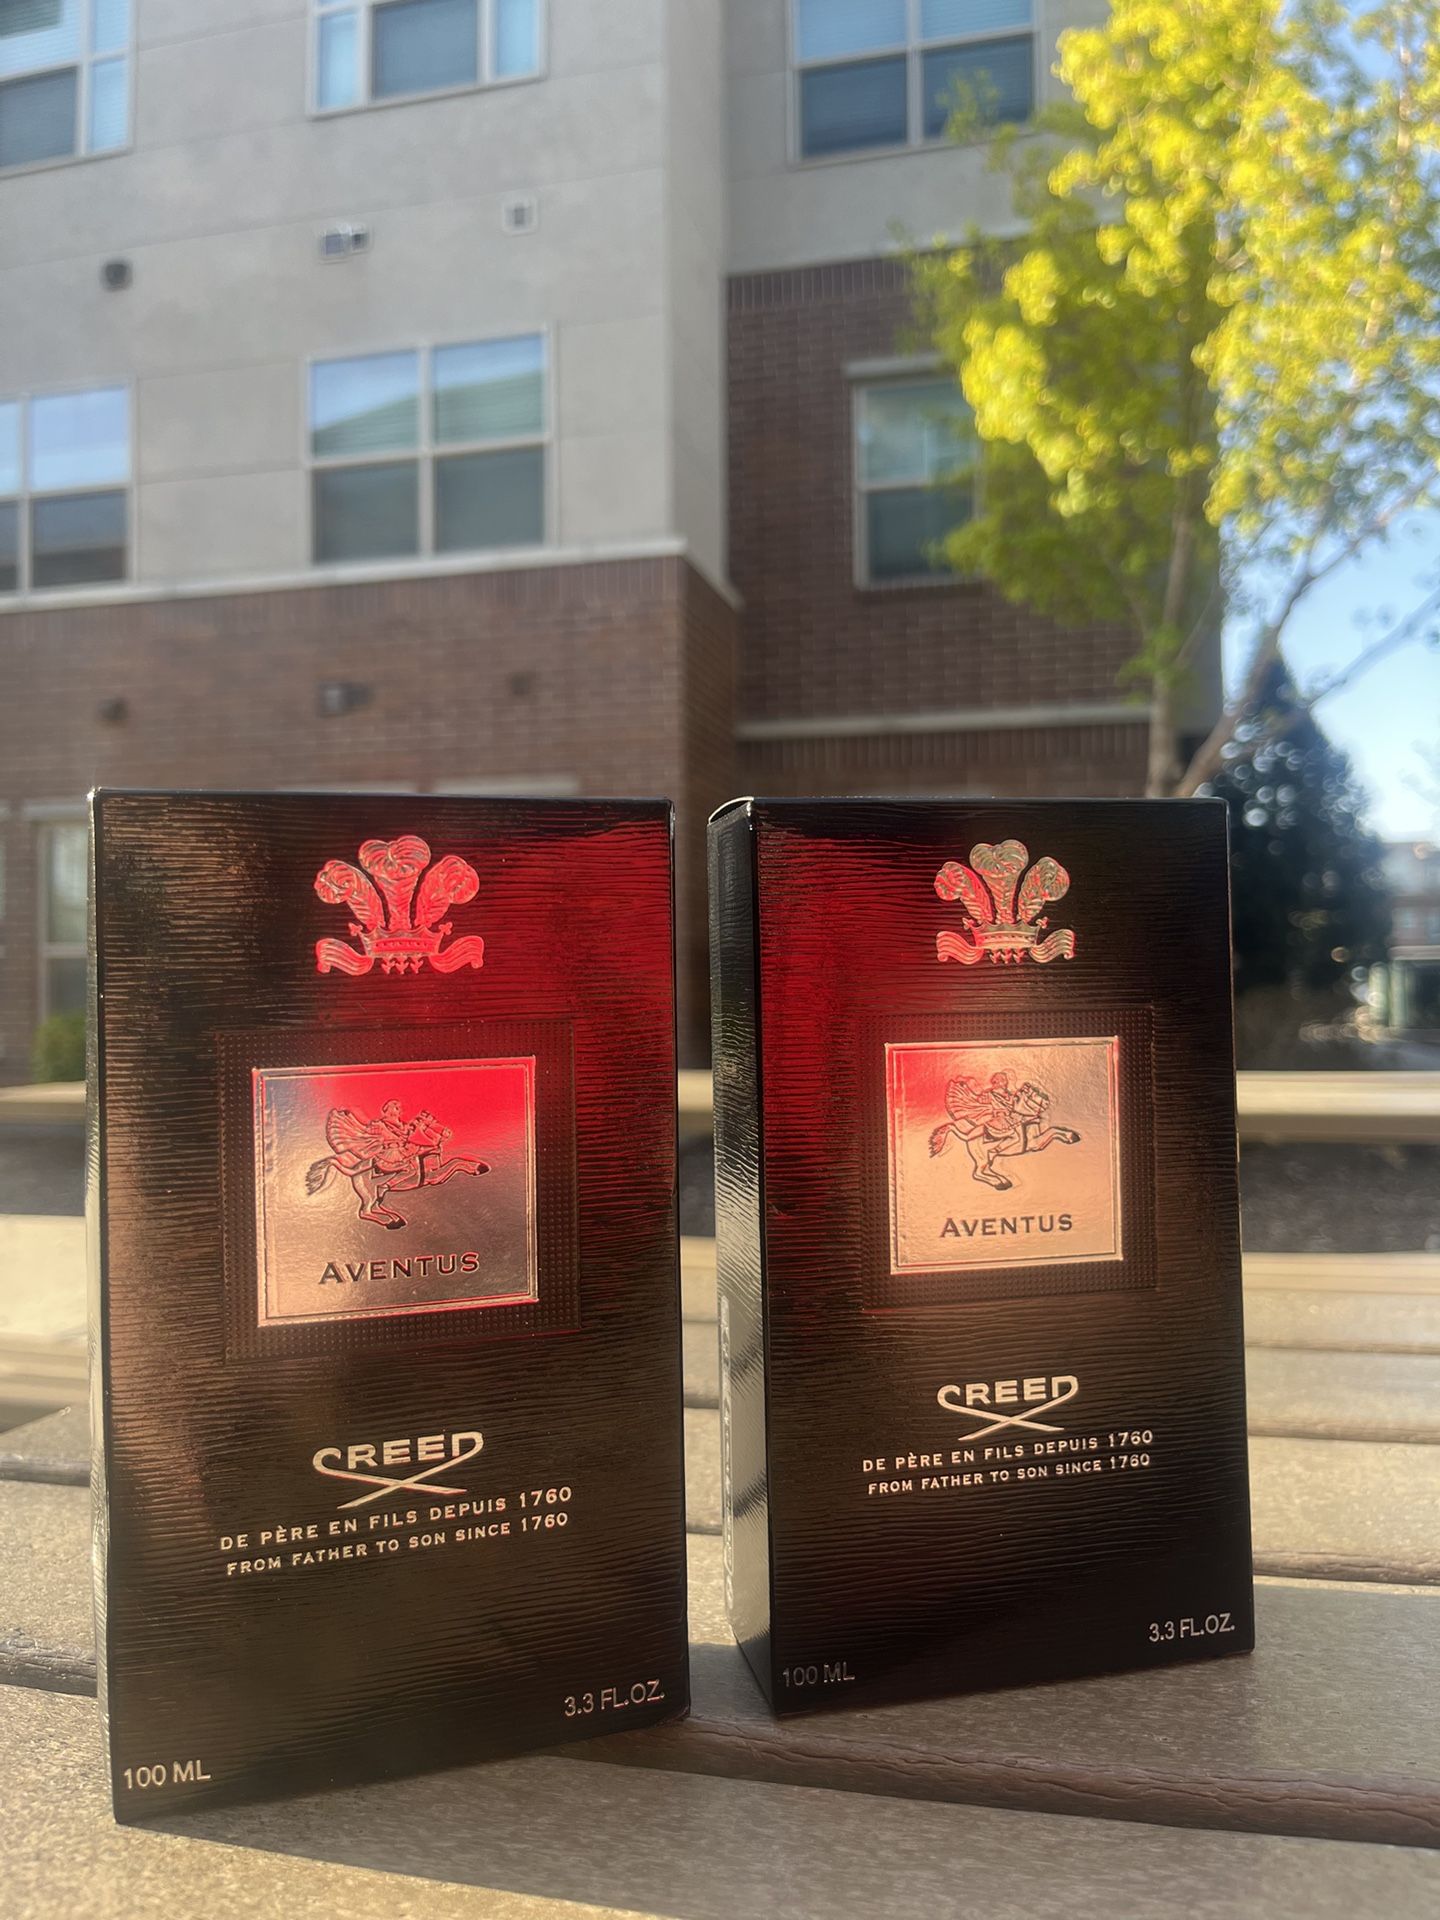 AVENTUS
CREED
DE PÈRE EN FILS DEPUIS 1760
FROM FATHER TO SON SINCE 1760
100 ML
3.3 FL.OZ.
AVENTUS
CREED
DE PÈRE EN FILS DEPUIS 1760
FROM FATHER TO SON SINCE 1760
100 ML
3.3 FL.OZ.